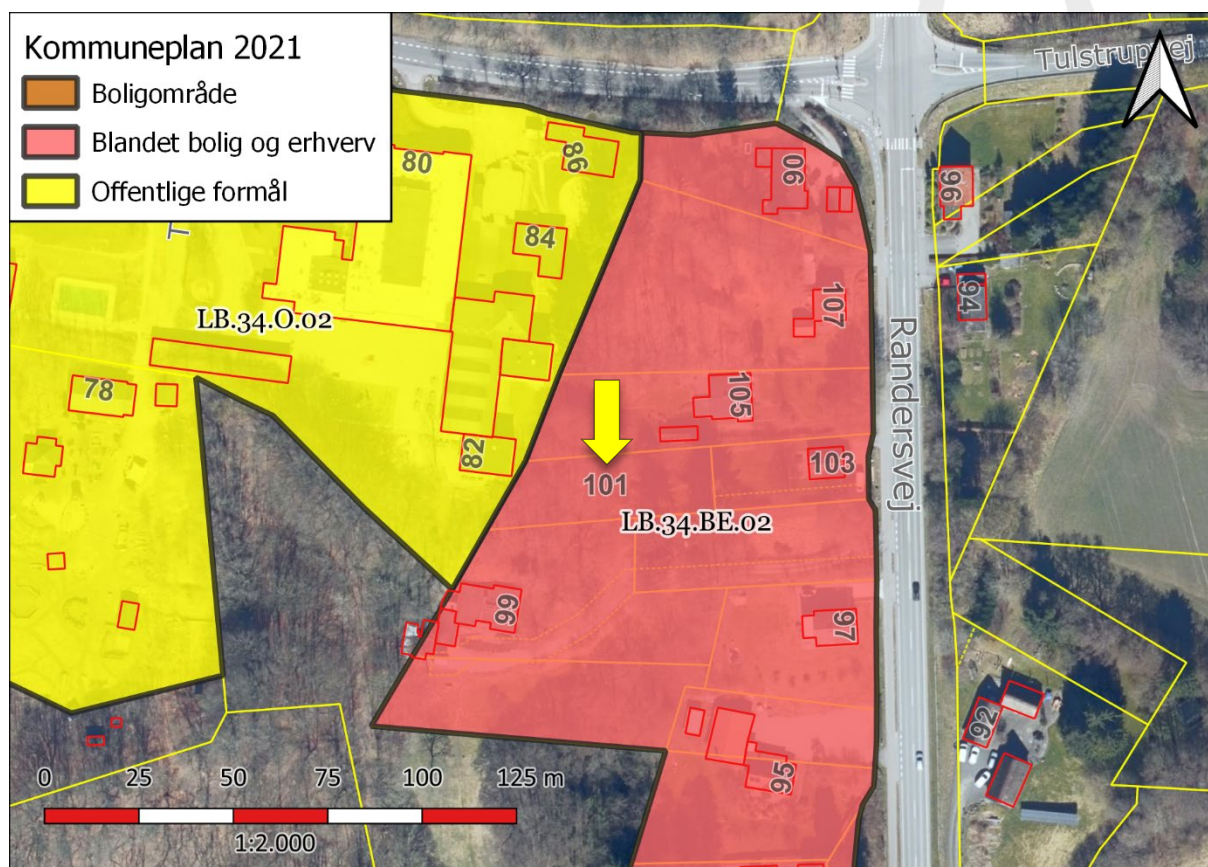 Kommuneplan 2021
Boligområde
Blandet bolig og erhverv
Offentlige formål
Tulstrupvej
80
86
90
96
84
T
LB.34.O.02
107
94
Randersvej
78
105
82
103
101
LB.34.BE.02
99
97
92
95
0 25 50 75 100 125 m
1:2.000